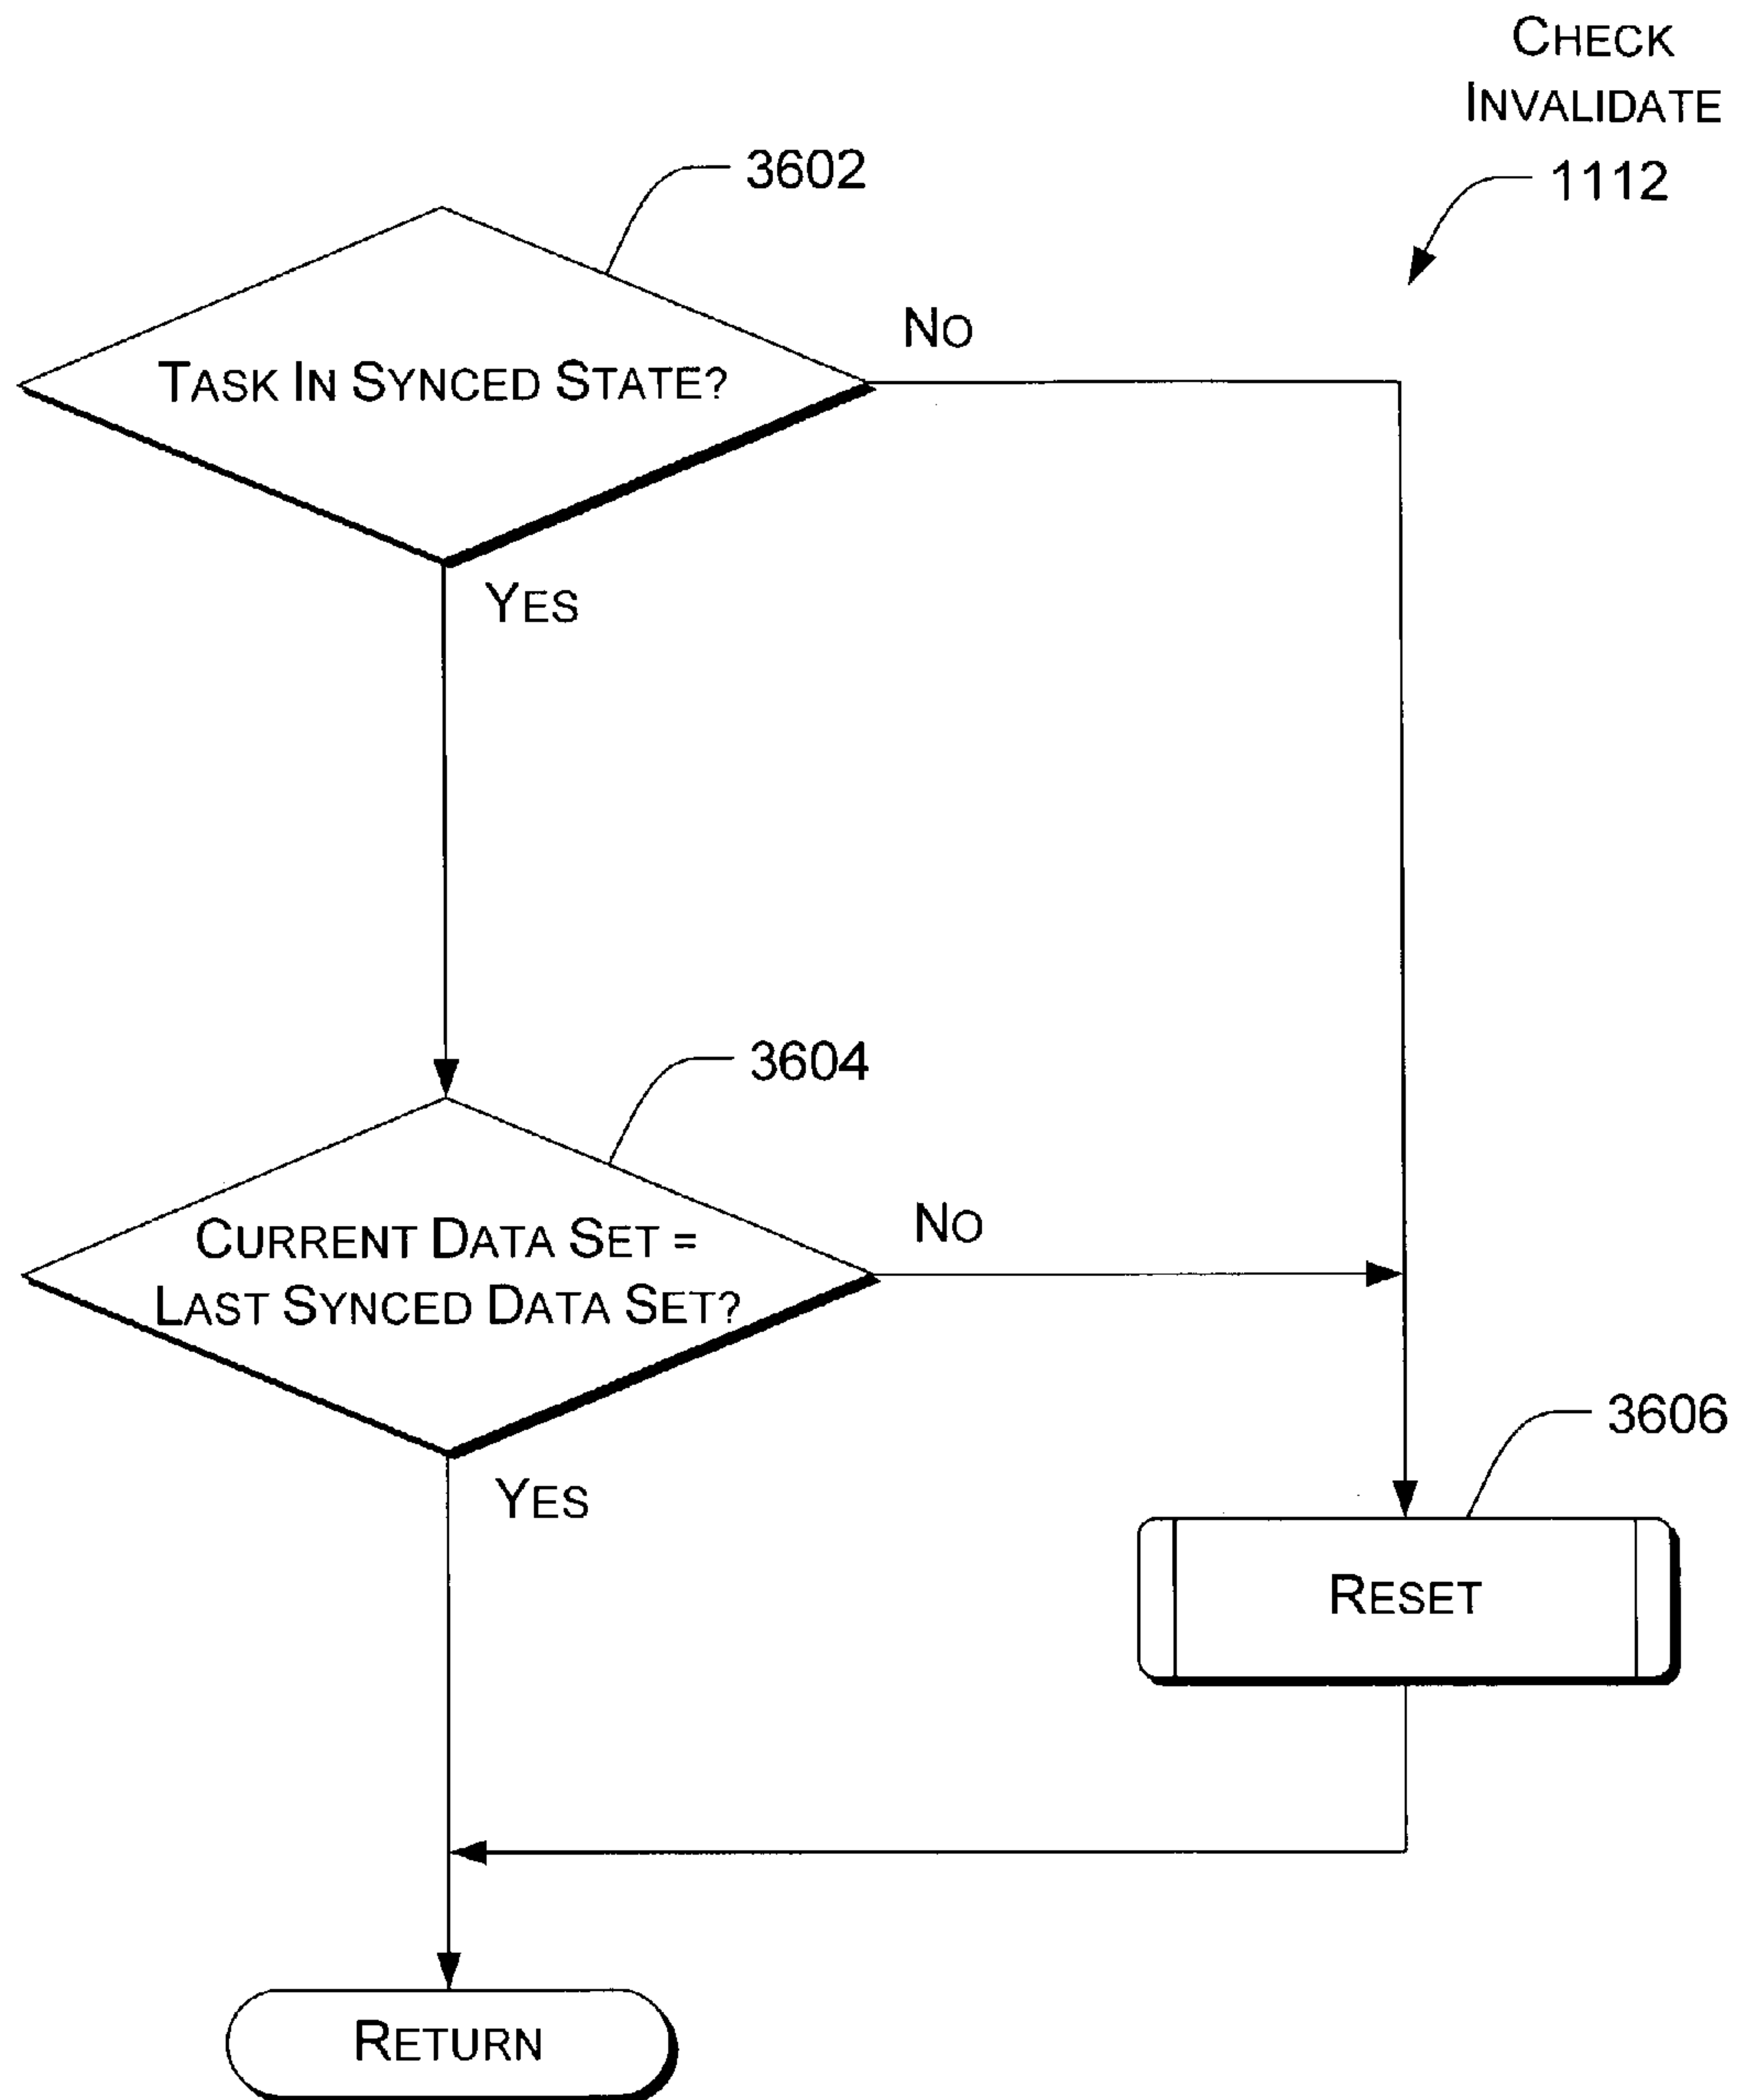 CHECK
INVALIDATE
1112
3602
TASK IN SYNCED STATE?
NO
YES
3604
CURRENT DATA SET =
LAST SYNCED DATA SET?
NO
YES
3606
RESET
RETURN